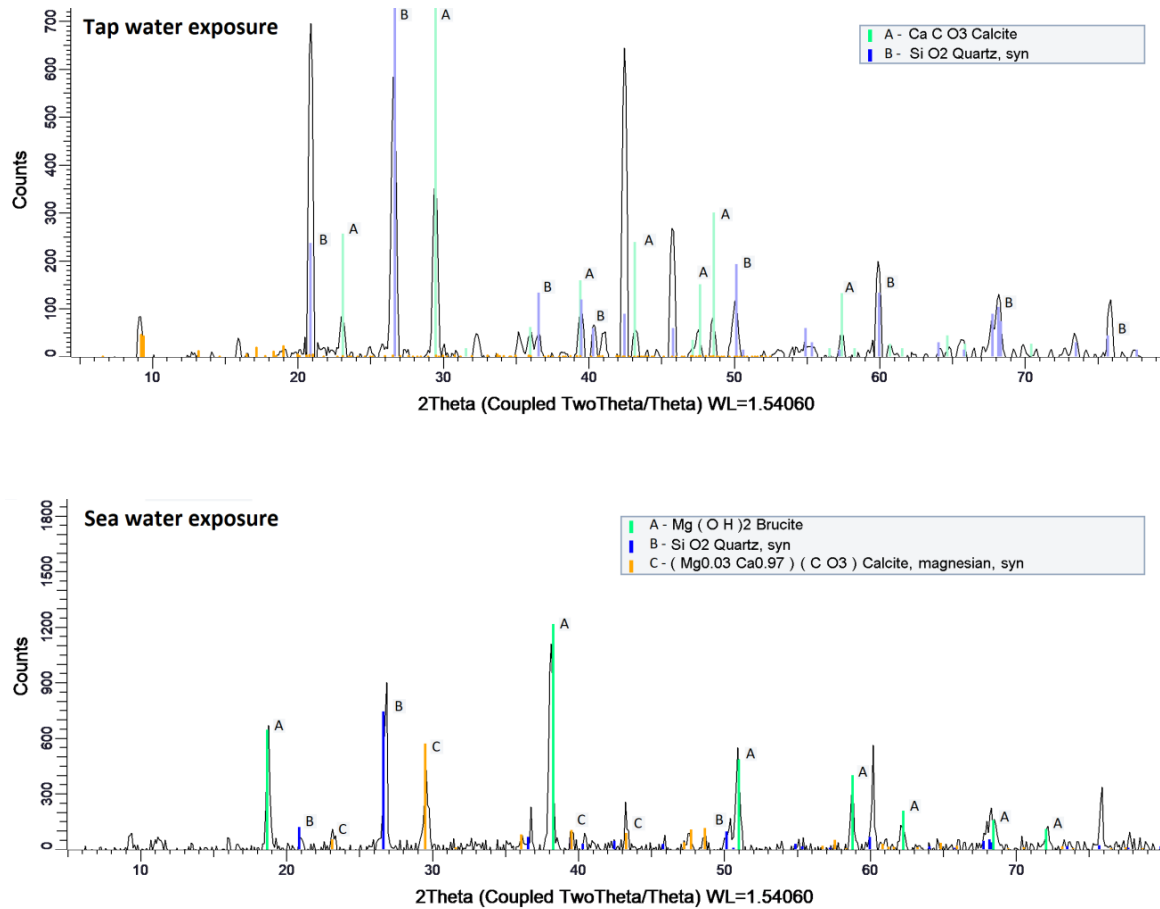 Tap water exposure
A - Ca C O3 Calcite
B - Si O2 Quartz, syn
Counts
700
600
500
400
300
200
100
0
B A
B A B A B A A A B A B B B
10 20 30 40 50 60 70
2Theta (Coupled TwoTheta/Theta) WL=1.54060
Sea water exposure
A - Mg ( O H )2 Brucite
B - Si O2 Quartz, syn
C - ( Mg0.03 Ca0.97 ) ( C O3 ) Calcite, magnesian, syn
Counts
1800
1500
1200
900
600
300
0
A B B C C A C C B A A A A A
10 20 30 40 50 60 70
2Theta (Coupled TwoTheta/Theta) WL=1.54060